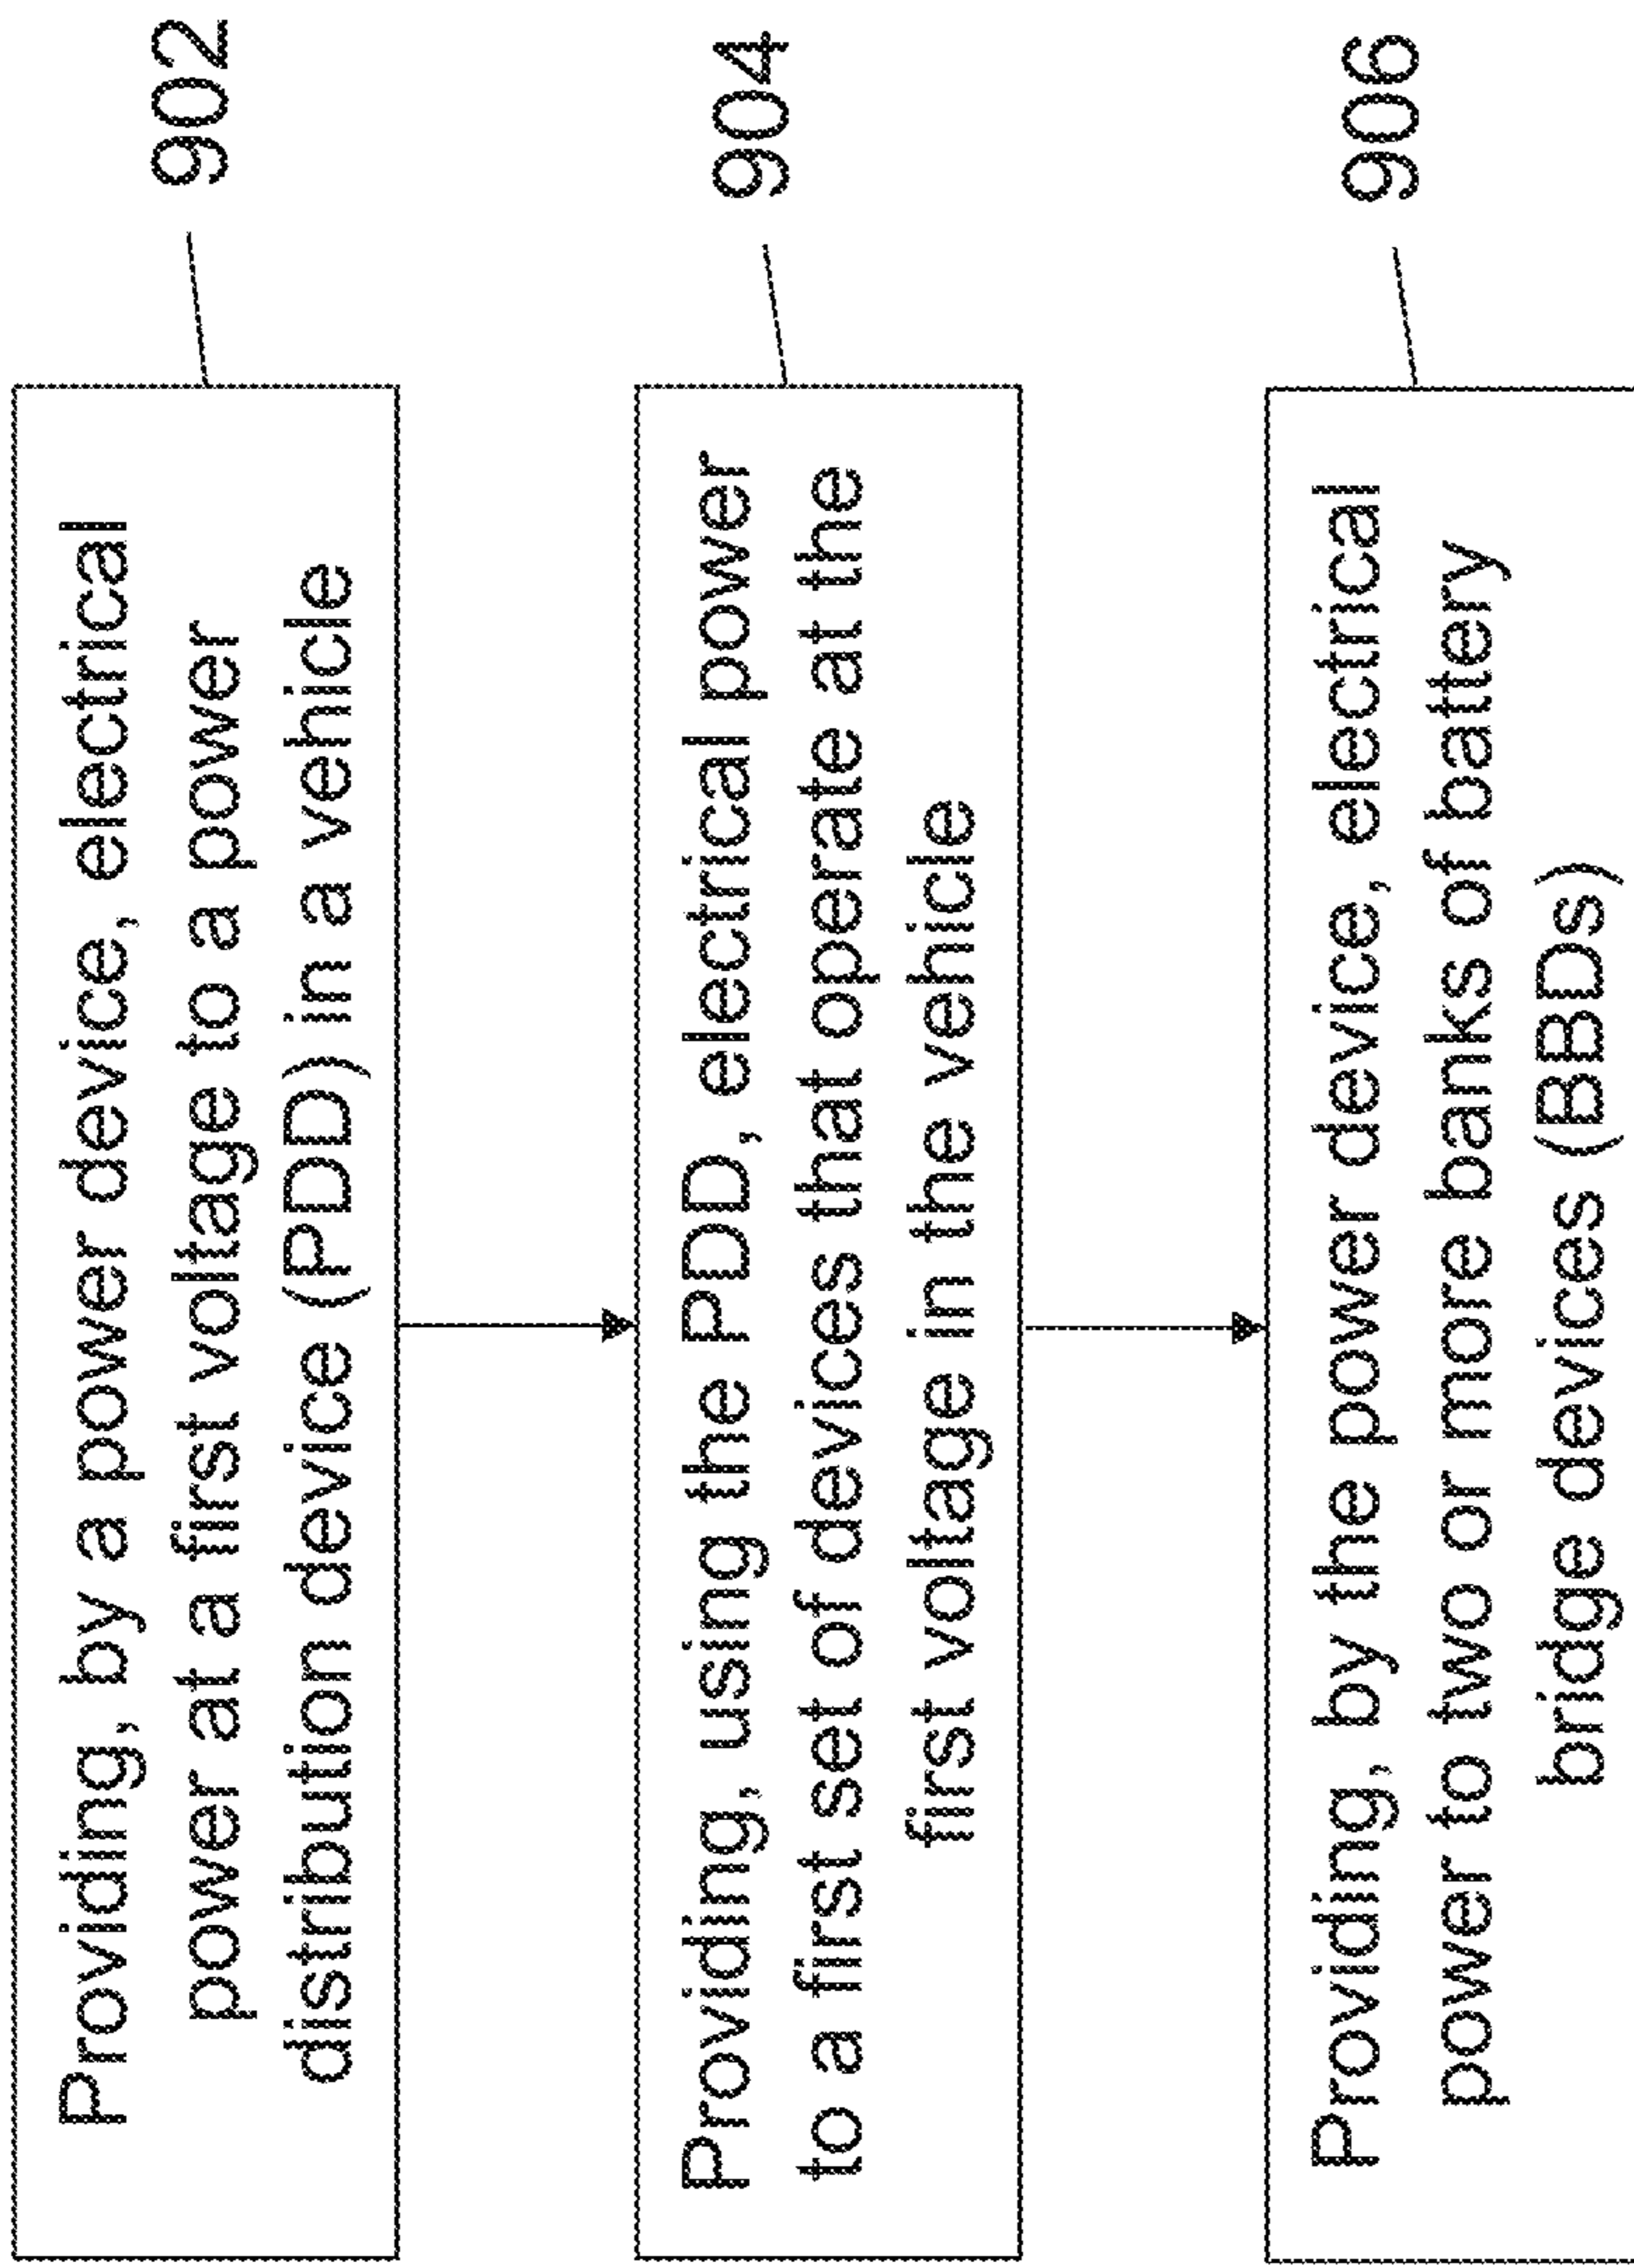 Providing, by a power device, electrical
power at a first voltage to a power
distribution device (PDD) in a vehicle
902
Providing, using the PDD, electrical power
to a first set of devices that operate at the
first voltage in the vehicle
904
Providing, by the power device, electrical
power to two or more banks of battery
bridge devices (BBDs)
906